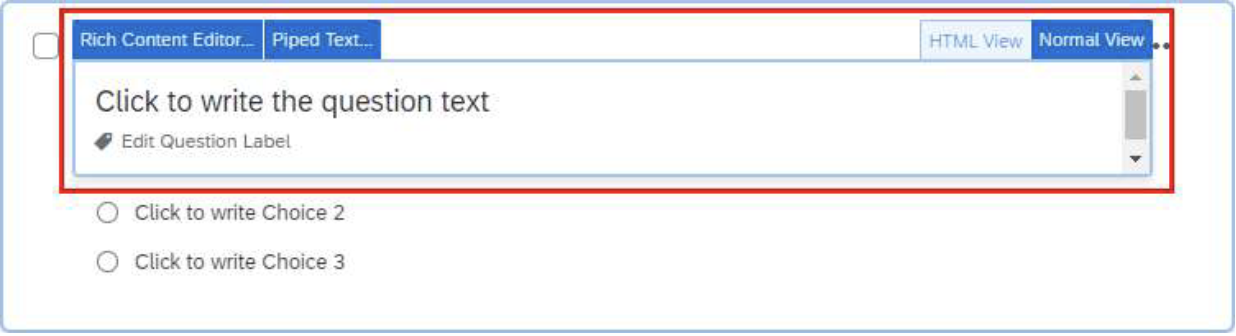 Rich Content Editor... Piped Text... HTML View Normal View
Click to write the question text
Edit Question Label
Click to write Choice 2
Click to write Choice 3